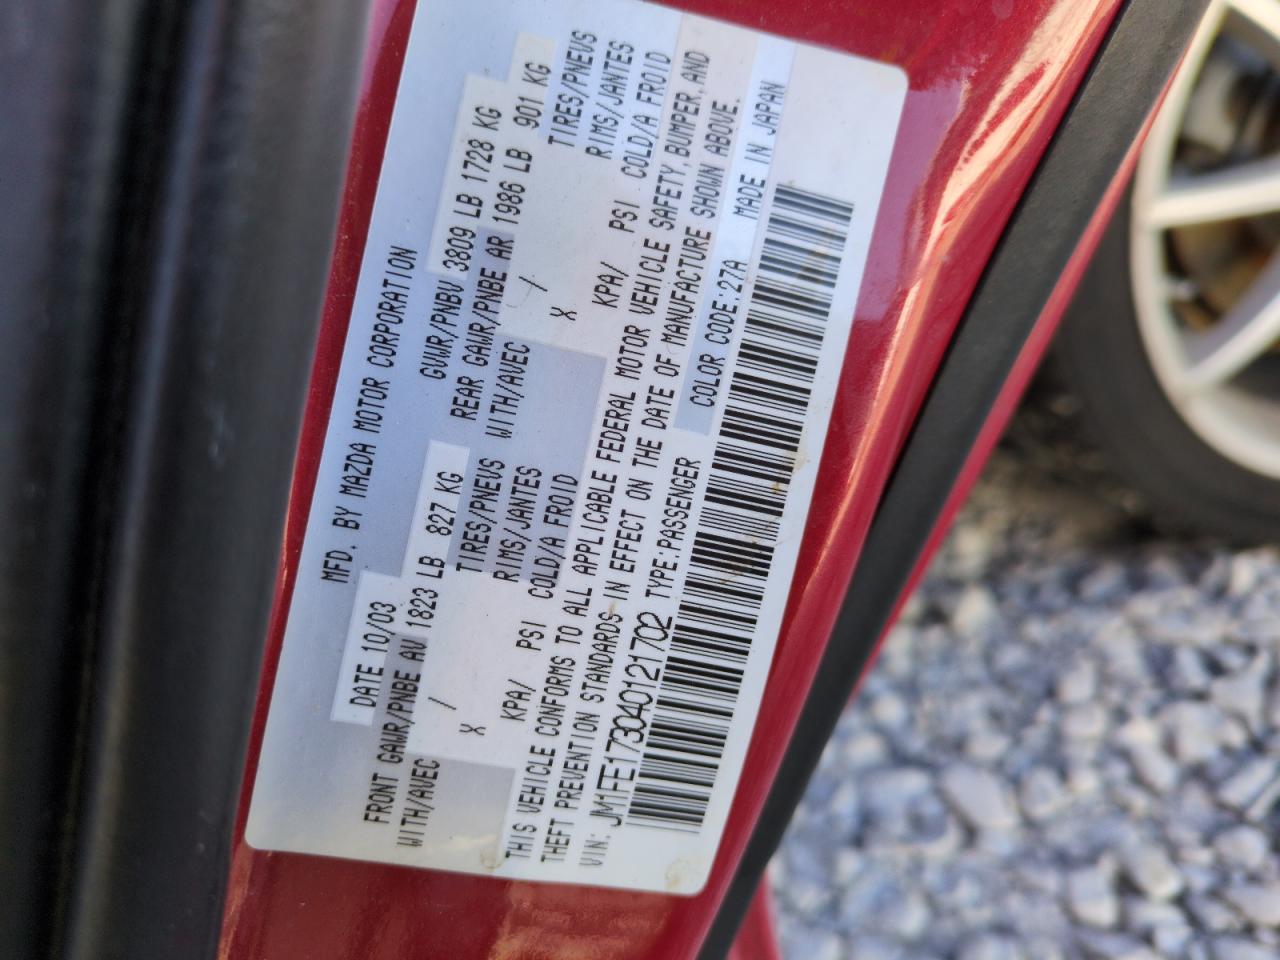 MFD. BY MAZDA MOTOR CORPORATION
DATE 10/03 GVWR/PNBV 3809 LB 1728 KG
FRONT GAWR/PNBE AV 1823 LB 827 KG REAR GAWR/PNBE AR 1986 LB 901 KG
WITH/AVEC / TIRES/PNEVS WITH/AVEC / TIRES/PNEVS
X RIMS/JANTES X RIMS/JANTES
KPA/ PSI COLD/A FROID KPA/ PSI COLD/A FROID
THIS VEHICLE CONFORMS TO ALL APPLICABLE FEDERAL MOTOR VEHICLE SAFETY, BUMPER, AND
THEFT PREVENTION STANDARDS IN EFFECT ON THE DATE OF MANUFACTURE SHOWN ABOVE.
VIN: JM1FE173040121702 TYPE:PASSENGER COLOR CODE:27A MADE IN JAPAN